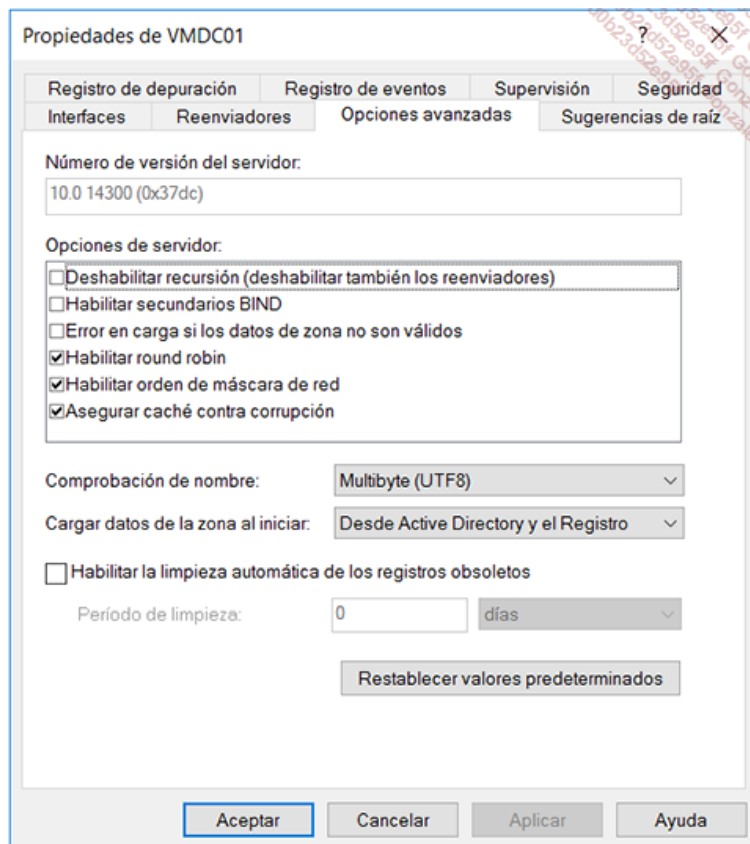 Propiedades de VMDC01
?
Registro de depuración Registro de eventos Supervisión Seguridad
Interfaces Reenviadores Opciones avanzadas Sugerencias de raíz
Número de versión del servidor:
10.0 14300 (0x37dc)
Opciones de servidor:
Deshabilitar recursión (deshabilitar también los reenviadores)
Habilitar secundarios BIND
Error en carga si los datos de zona no son válidos
Habilitar round robin
Habilitar orden de máscara de red
Asegurar caché contra corrupción
Comprobación de nombre: Multibyte (UTF8)
Cargar datos de la zona al iniciar: Desde Active Directory y el Registro
Habilitar la limpieza automática de los registros obsoletos
Período de limpieza: 0 días
Restablecer valores predeterminados
Aceptar Cancelar Aplicar Ayuda